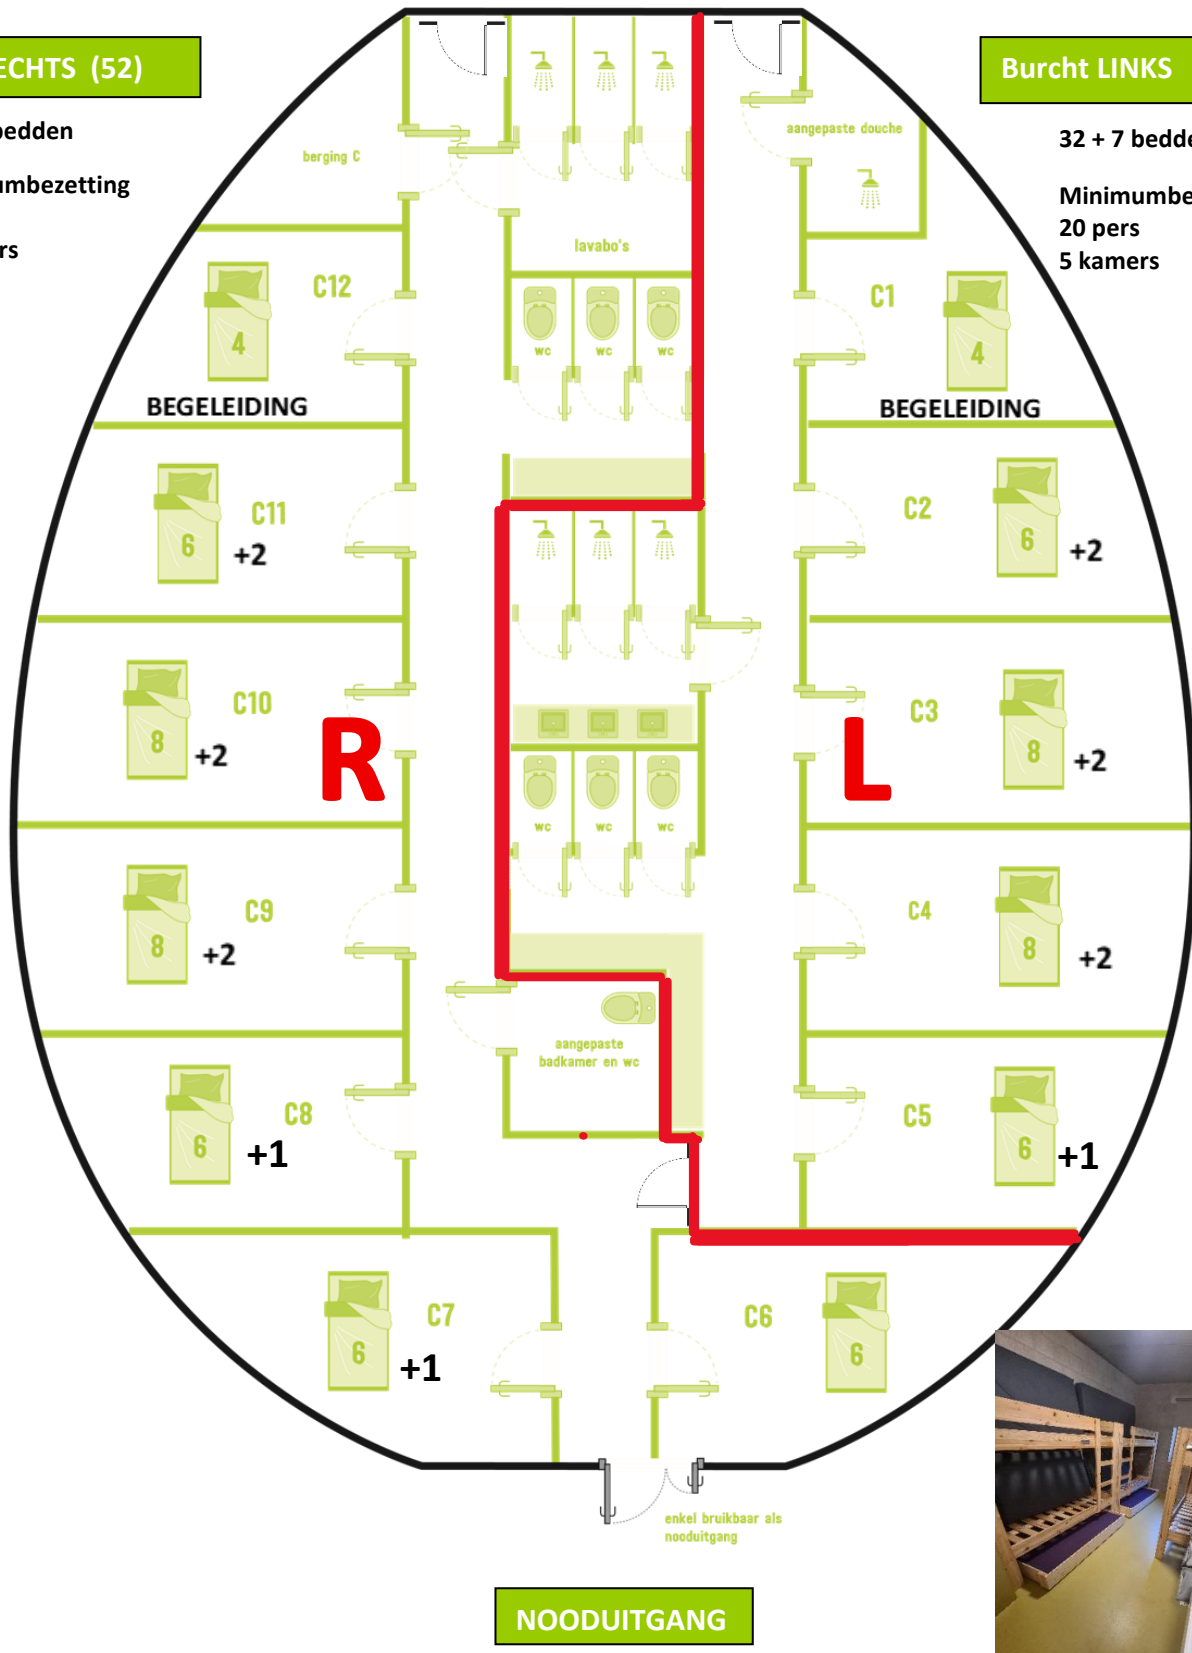 ECHTS (52)
bedden
umbezetting
rs
Burcht LINKS
32 + 7 bedde
Minimumbe
20 pers
5 kamers
berging C
aangepaste douche
lavabo's
C12
4
BEGELEIDING
C1
4
BEGELEIDING
wc
wc
wc
C11
6
+2
C2
6
+2
C10
8
+2
R
L
C3
8
+2
wc
wc
wc
C9
8
+2
C4
8
+2
aangepaste
badkamer en wc
C8
6
+1
C5
6
+1
C7
6
+1
C6
6
enkel bruikbaar als
nooduitgang
NOODUITGANG